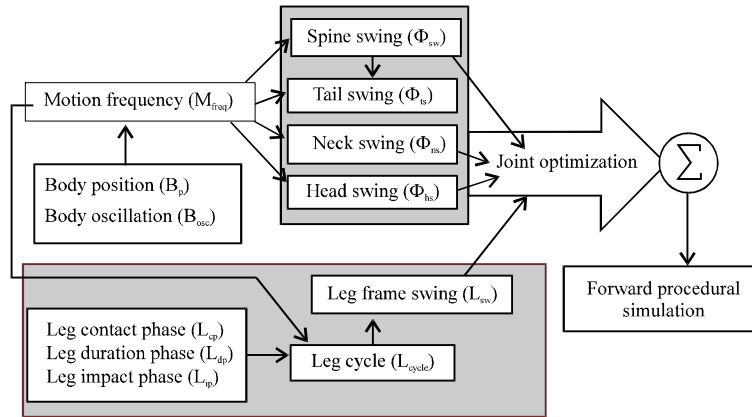 Spine swing (Φsw)
Motion frequency (Mfreq)
Tail swing (Φts)
Neck swing (Φns)
Joint optimization
Σ
Head swing (Φhs)
Body position (Bp)
Body oscillation (Bosc)
Leg frame swing (Lsw)
Forward procedural
simulation
Leg contact phase (Lcp)
Leg duration phase (Ldp)
Leg impact phase (Lip)
Leg cycle (Lcycle)